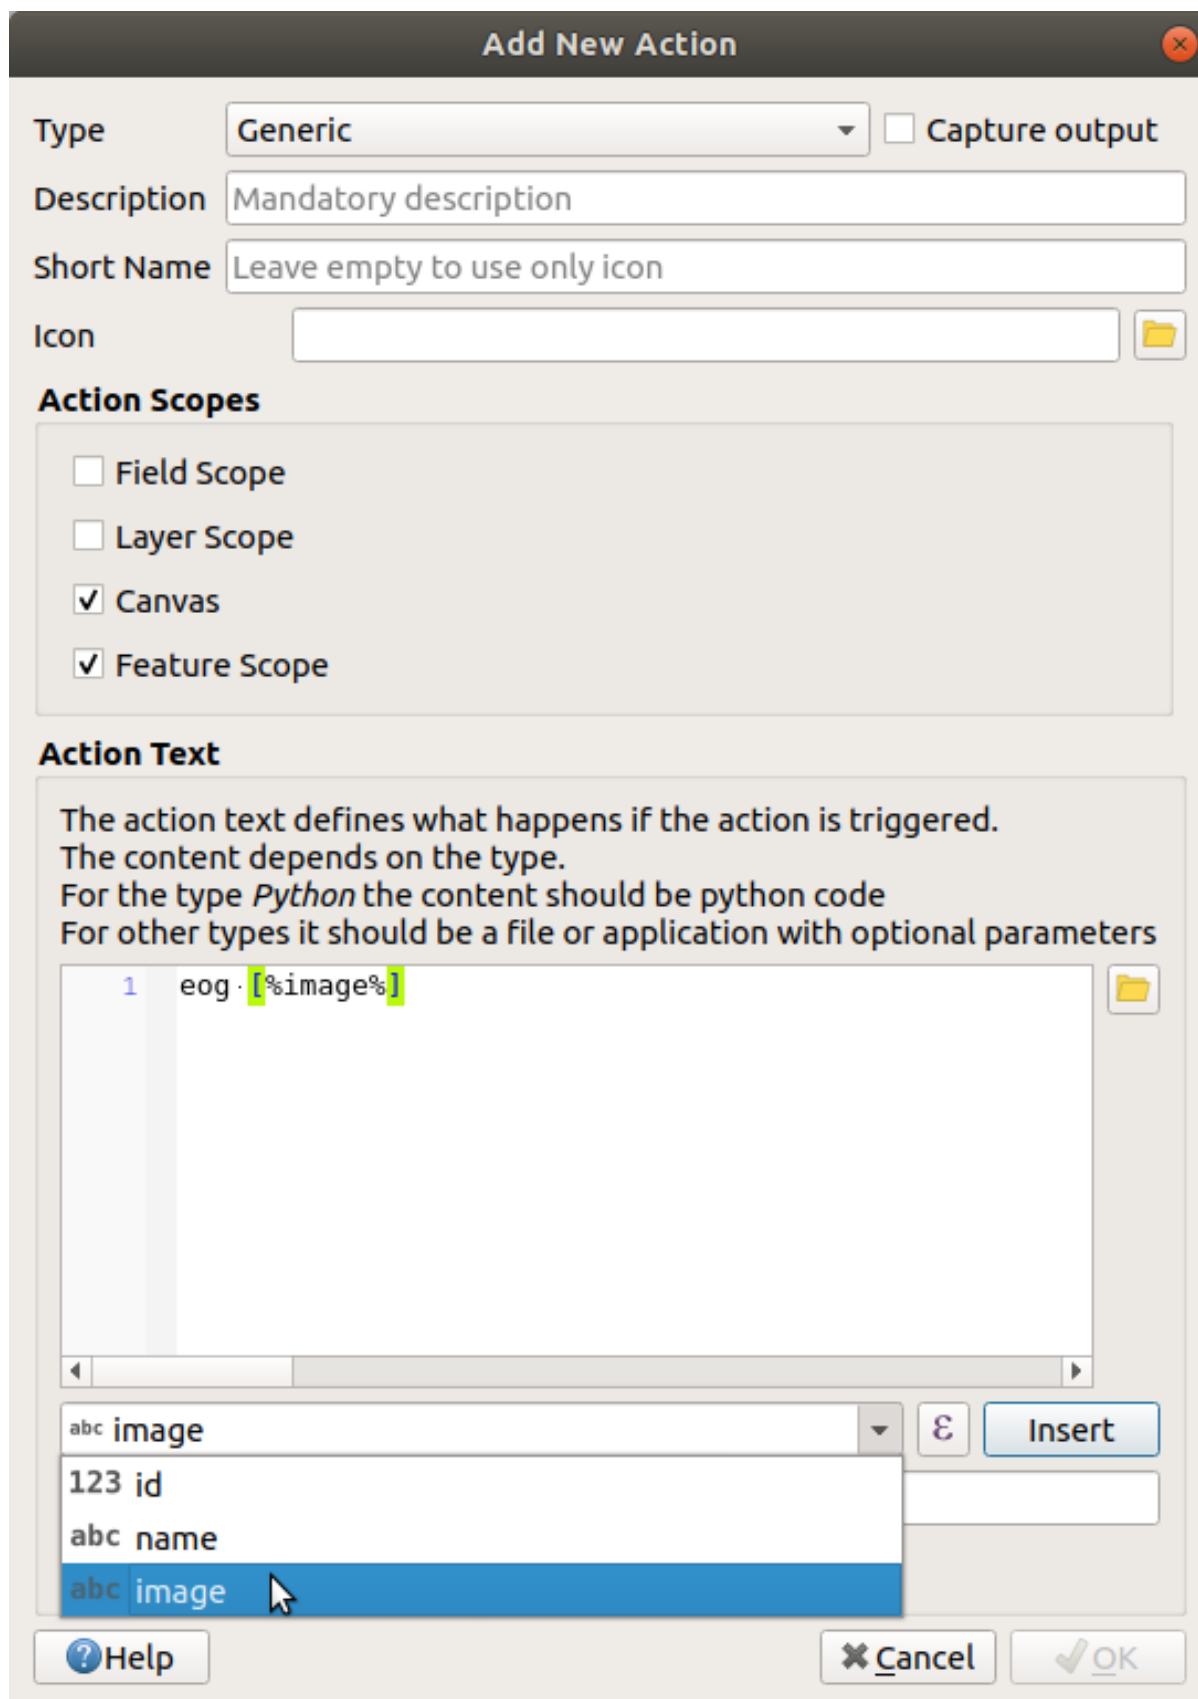 Add New Action
Type Generic Capture output
Description Mandatory description
Short Name Leave empty to use only icon
Icon
Action Scopes
Field Scope
Layer Scope
Canvas
Feature Scope
Action Text
The action text defines what happens if the action is triggered.
The content depends on the type.
For the type Python the content should be python code
For other types it should be a file or application with optional parameters
1 eog·[%image%]
abc image ε Insert
123 id
abc name
abc image
?Help Cancel OK